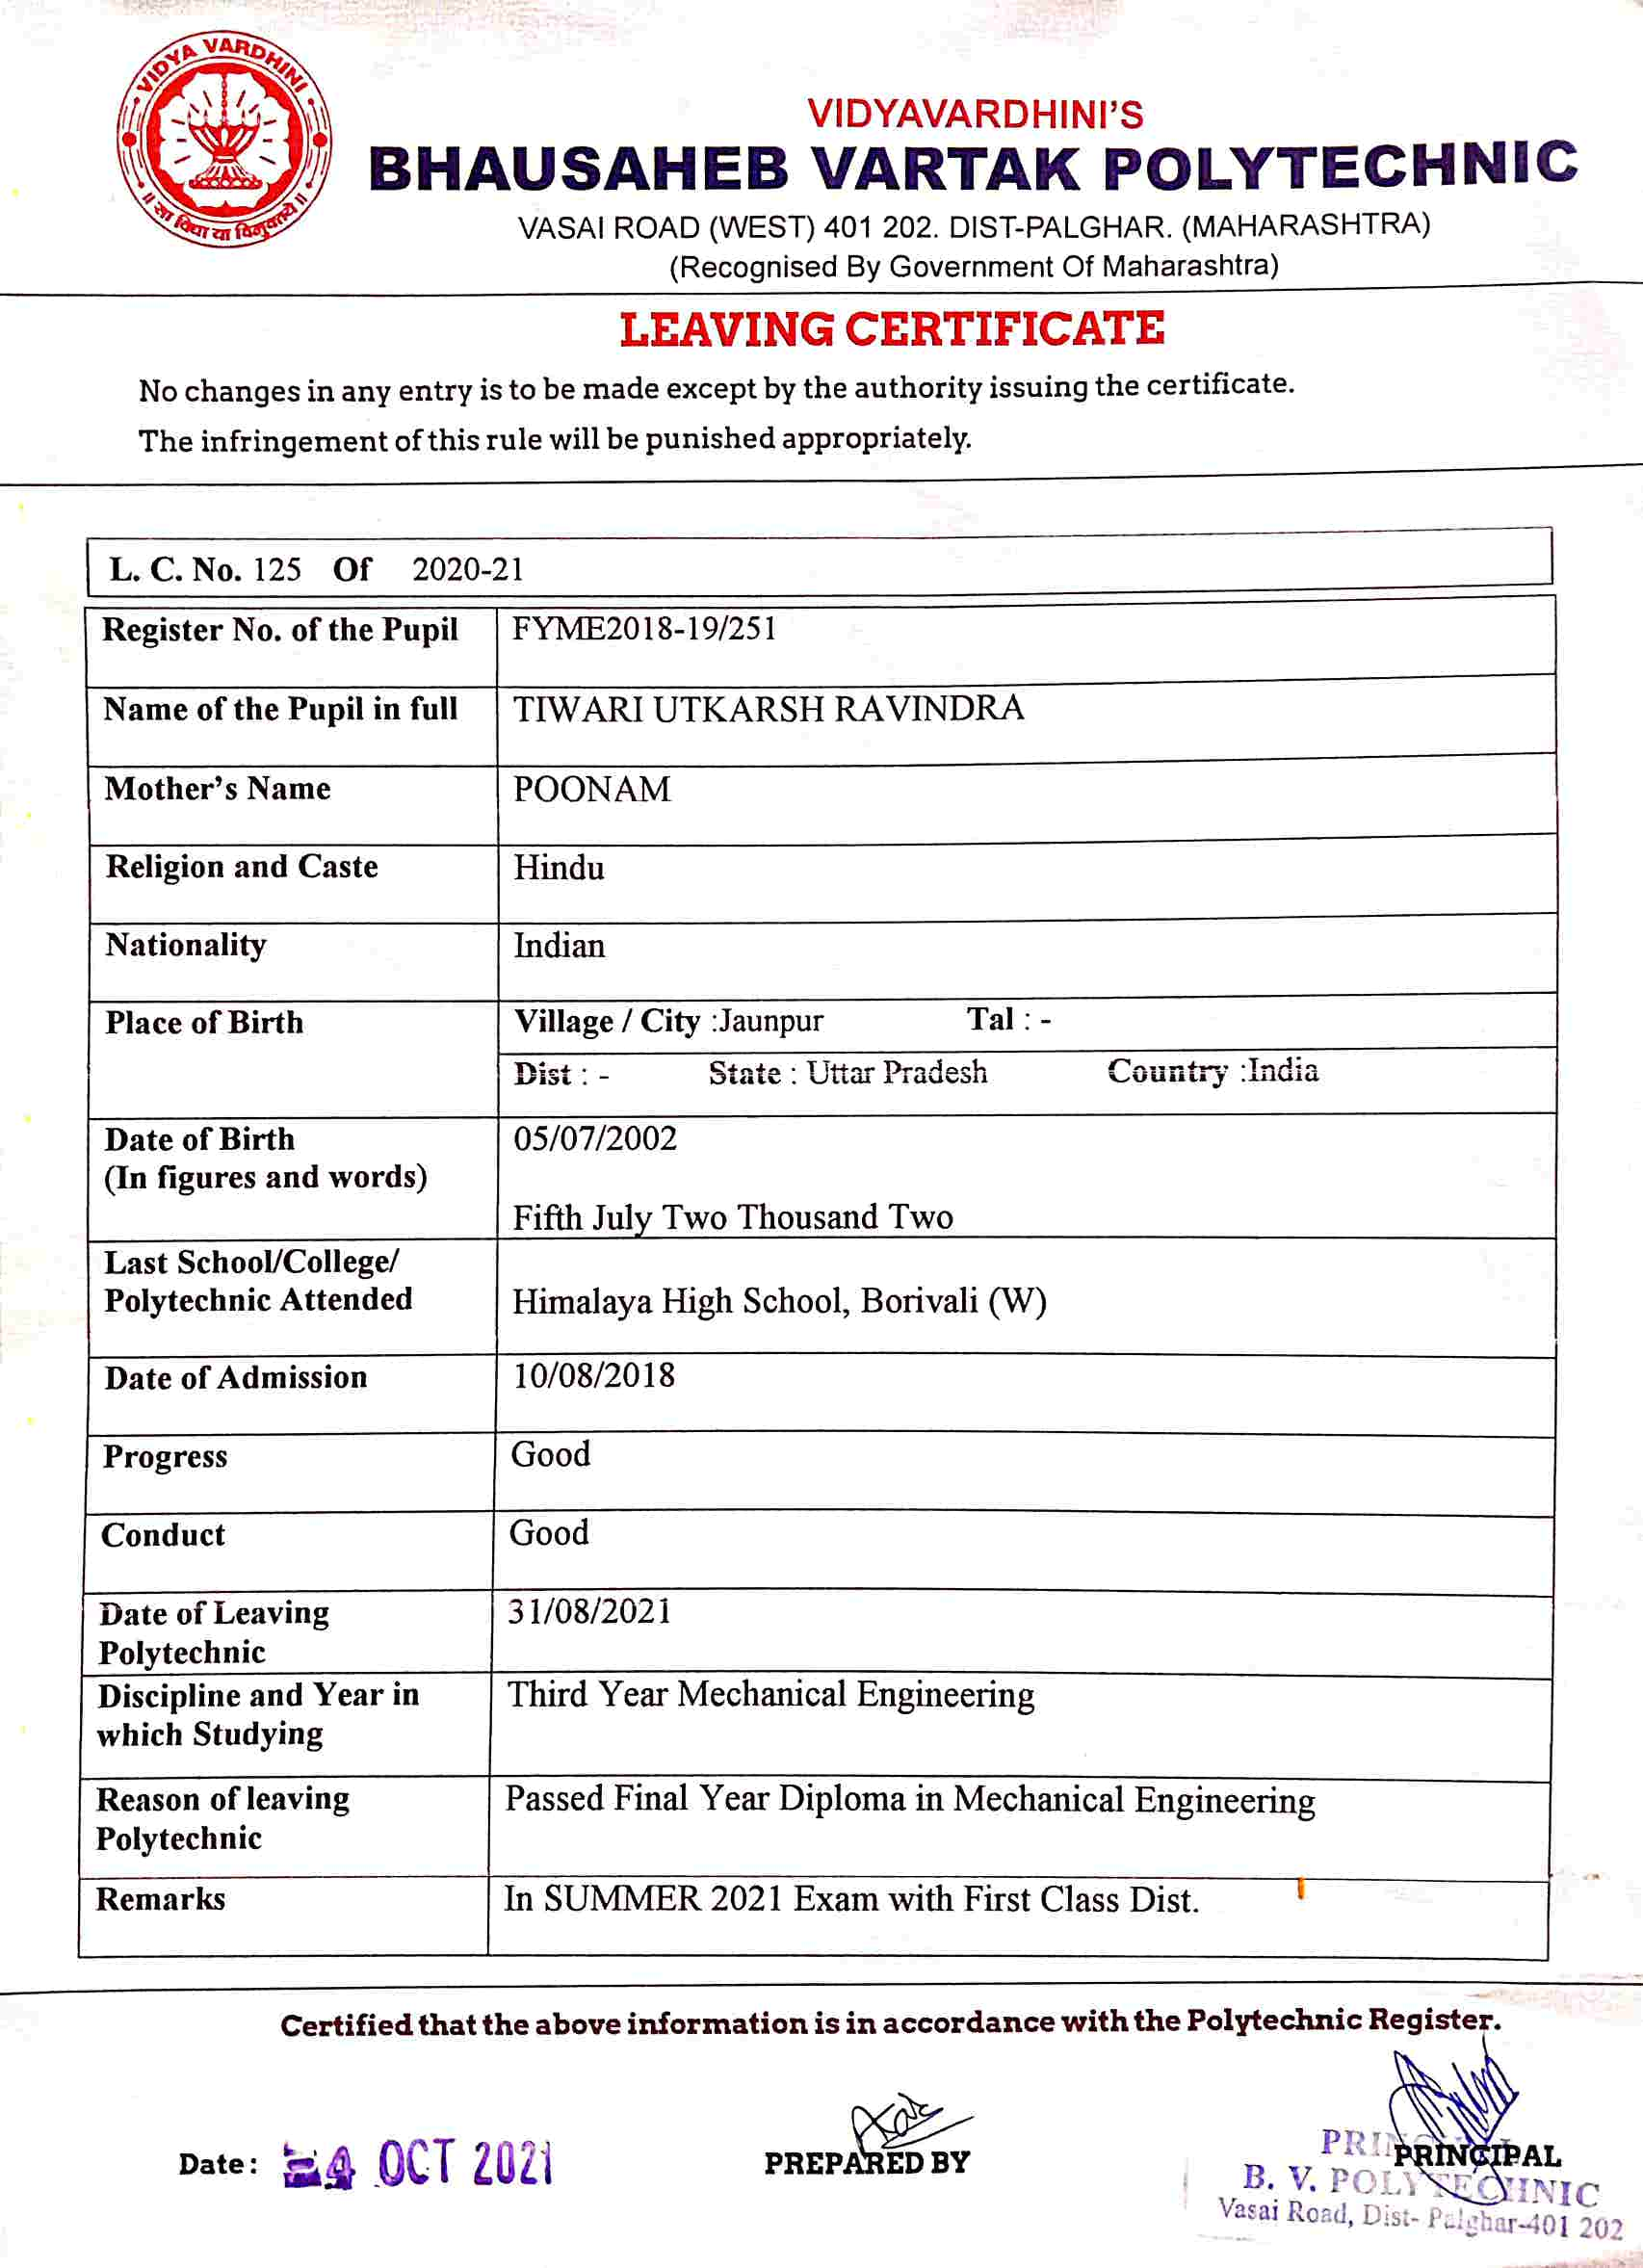 VIDYA VARDHINI
॥ सा विद्या या विमुक्तये ॥
VIDYAVARDHINI'S
BHAUSAHEB VARTAK POLYTECHNIC
VASAI ROAD (WEST) 401 202. DIST-PALGHAR. (MAHARASHTRA)
(Recognised By Government Of Maharashtra)
LEAVING CERTIFICATE
No changes in any entry is to be made except by the authority issuing the certificate.
The infringement of this rule will be punished appropriately.
L. C. No. 125 Of 2020-21
Register No. of the Pupil FYME2018-19/251
Name of the Pupil in full TIWARI UTKARSH RAVINDRA
Mother's Name POONAM
Religion and Caste Hindu
Nationality Indian
Place of Birth Village / City :Jaunpur Tal : -
Dist : - State : Uttar Pradesh Country :India
Date of Birth 05/07/2002
(In figures and words)
Fifth July Two Thousand Two
Last School/College/
Polytechnic Attended Himalaya High School, Borivali (W)
Date of Admission 10/08/2018
Progress Good
Conduct Good
Date of Leaving 31/08/2021
Polytechnic
Discipline and Year in Third Year Mechanical Engineering
which Studying
Reason of leaving Passed Final Year Diploma in Mechanical Engineering
Polytechnic
Remarks In SUMMER 2021 Exam with First Class Dist.
Certified that the above information is in accordance with the Polytechnic Register.
Date: 4 OCT 2021
PREPARED BY
PRINCIPAL
PRINCIPAL
B. V. POLYTECHNIC
Vasai Road, Dist- Palghar-401 202